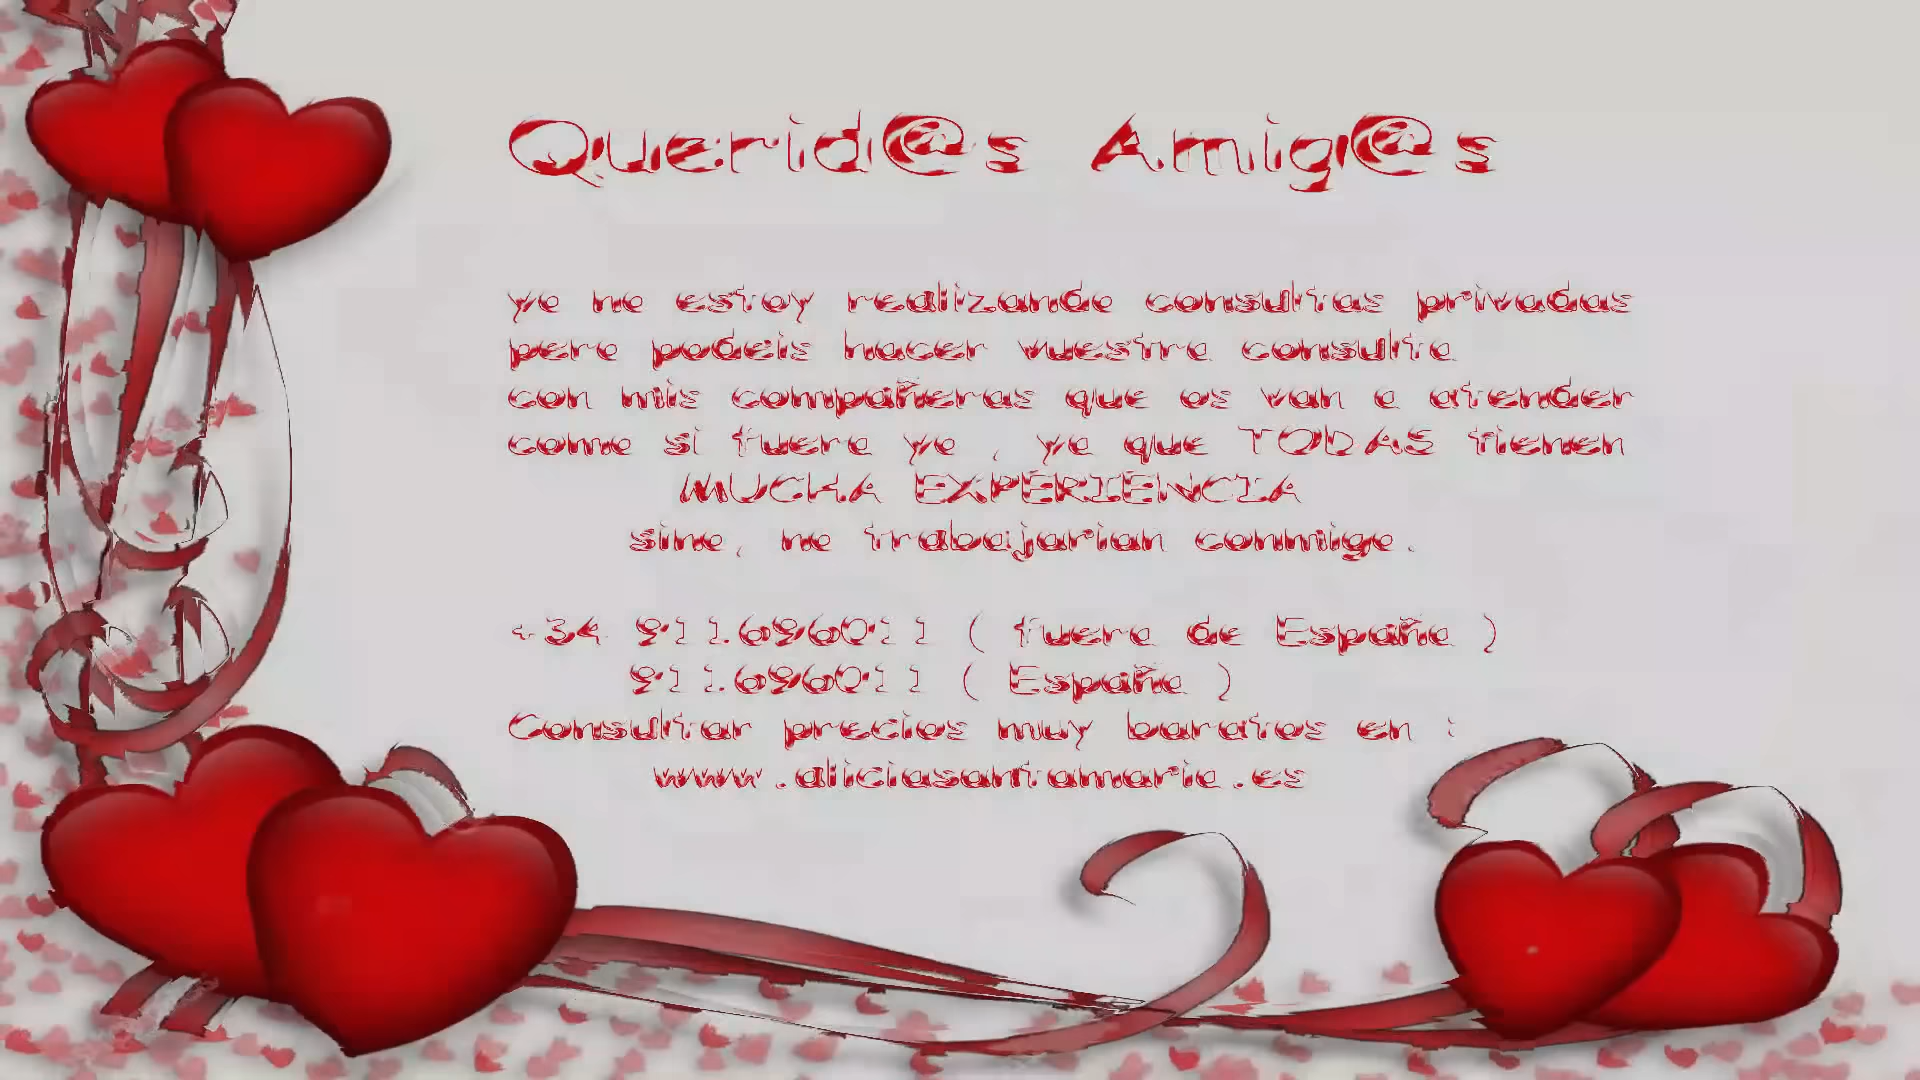 Querid@s Amig@s
yo no estoy realizando consultas privadas
pero podeis hacer vuestra consulta
con mis compañeras que os van a atender
como si fuera yo , ya que TODAS tienen
MUCHA EXPERIENCIA
sino, no trabajarian conmigo.
+34 911.696011 ( fuera de España )
911.696011 ( España )
Consultar precios muy baratos en :
www.aliciasantamaria.es